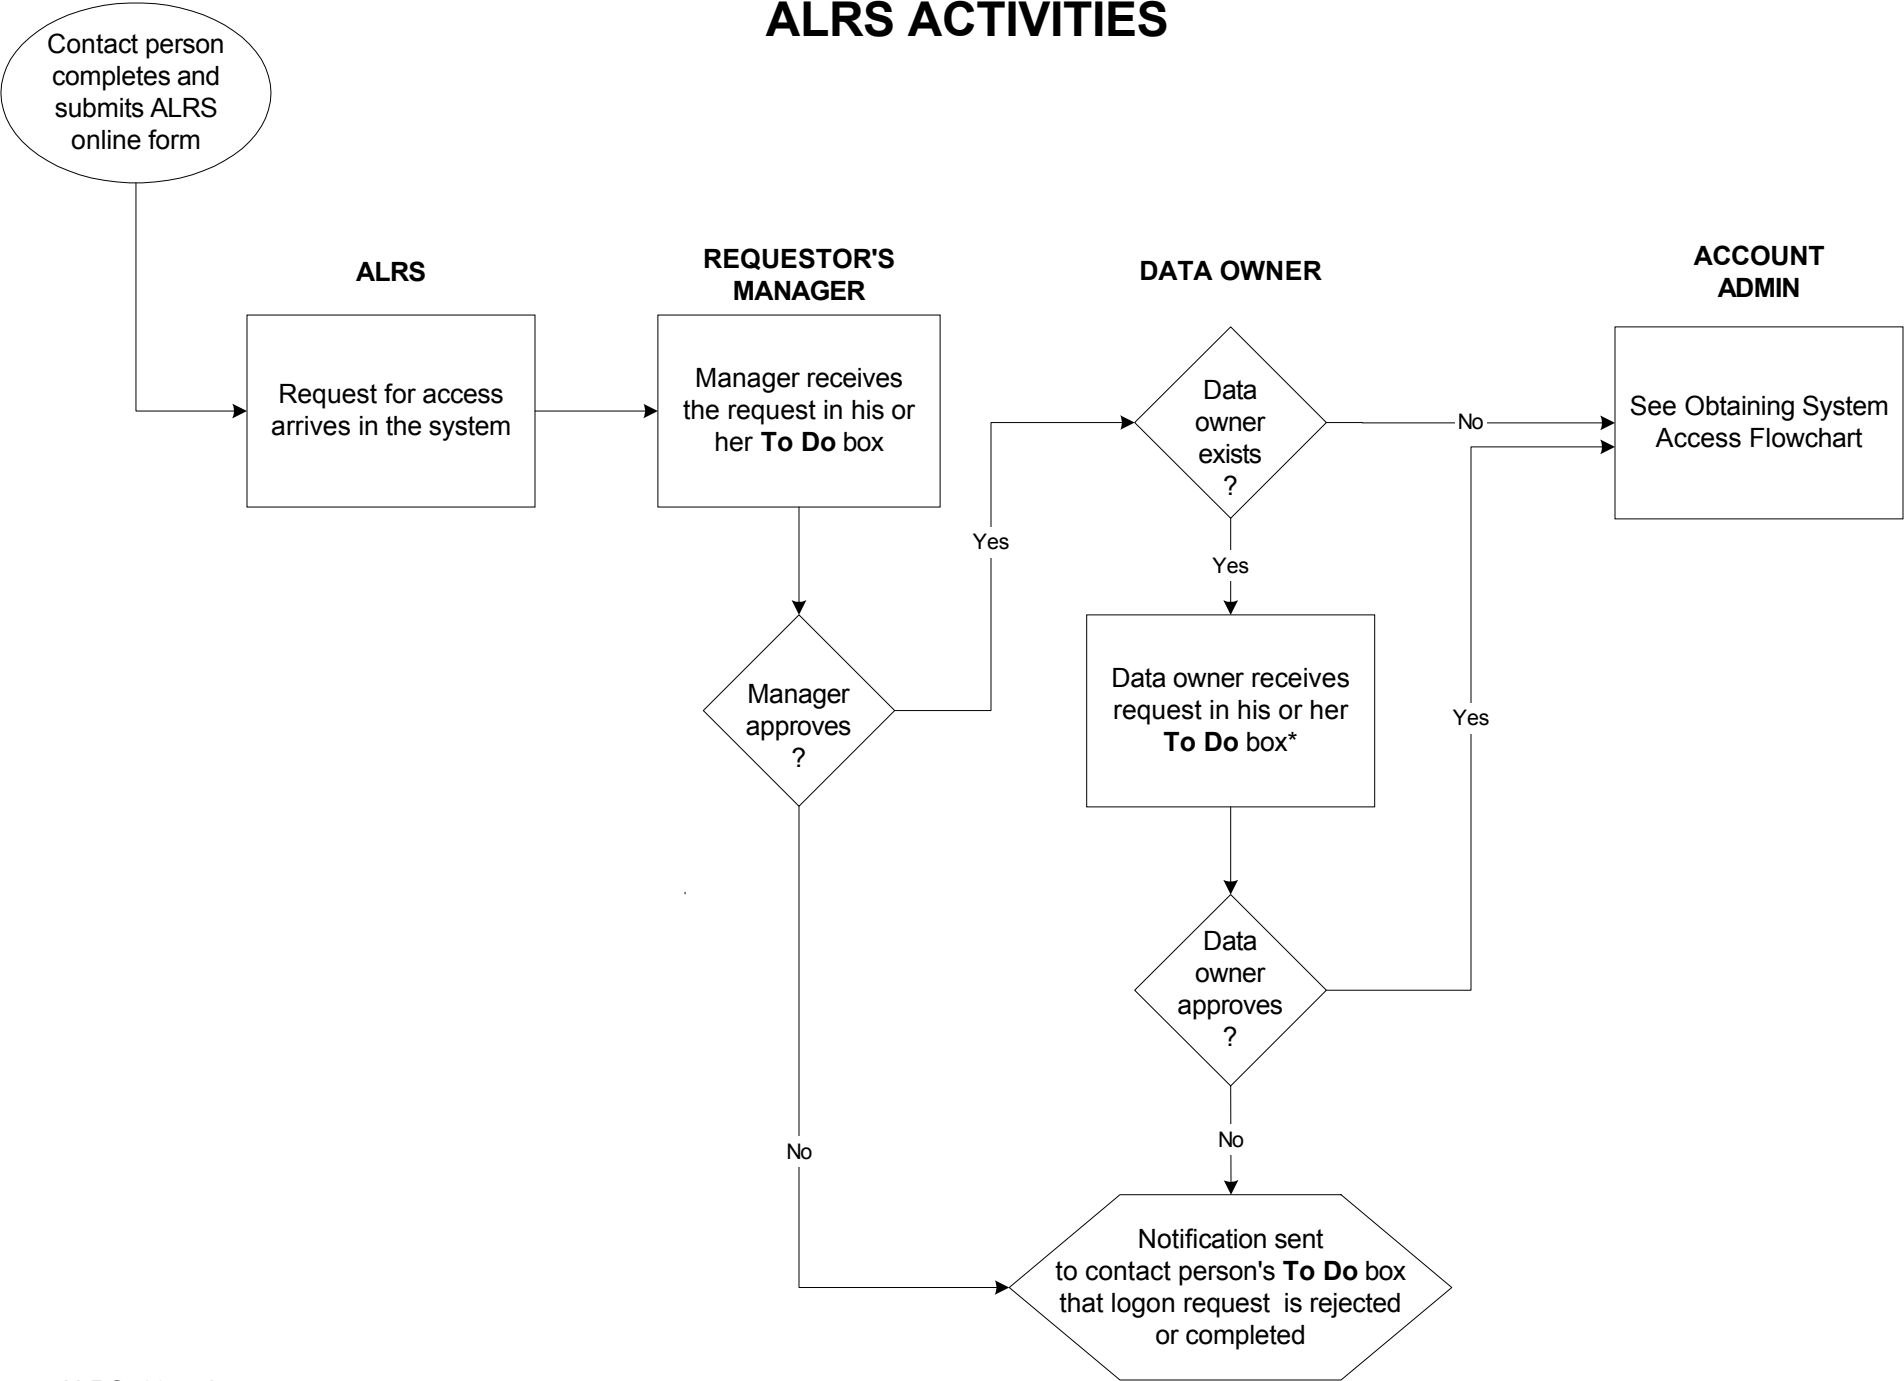 ALRS ACTIVITIES
Contact person
completes and
submits ALRS
online form
ALRS
REQUESTOR'S
MANAGER
DATA OWNER
ACCOUNT
ADMIN
Request for access
arrives in the system
Manager receives
the request in his or
her To Do box
Data
owner
exists
?
No
See Obtaining System
Access Flowchart
Yes
Yes
Manager
approves
?
Data owner receives
request in his or her
To Do box*
Yes
Data
owner
approves
?
No
No
Notification sent
to contact person's To Do box
that logon request  is rejected
or completed